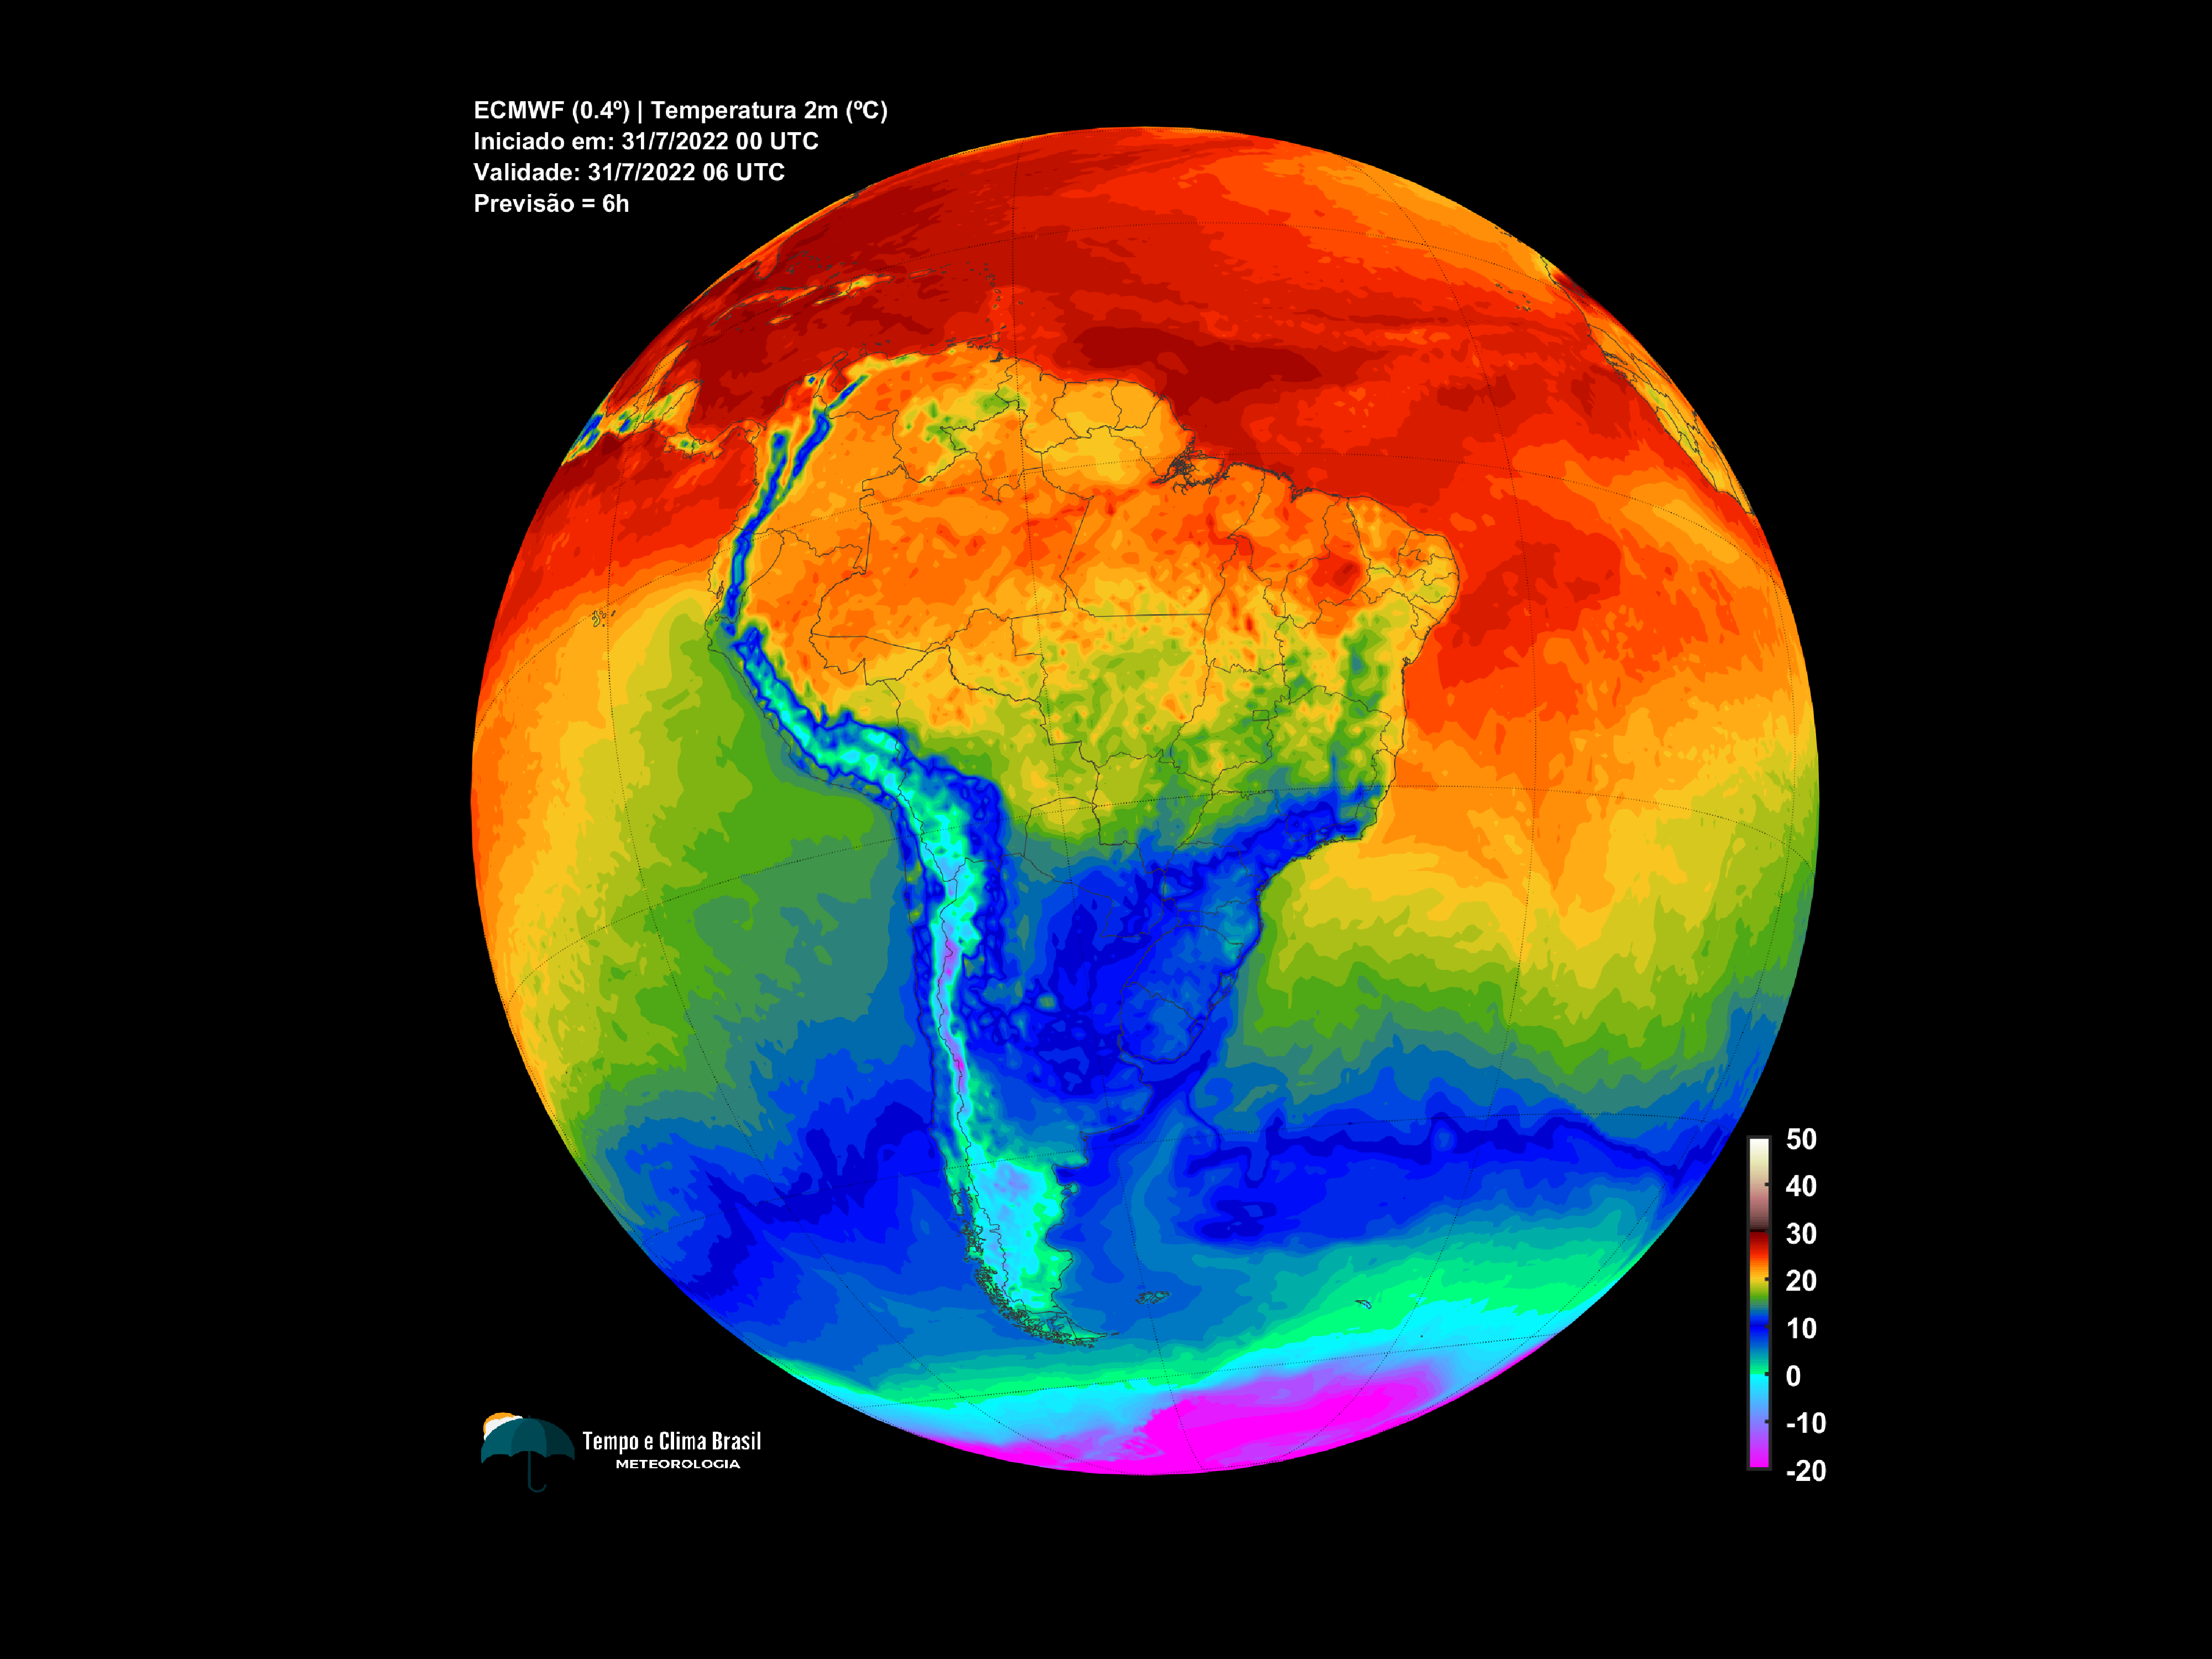 ECMWF (0.4º) | Temperatura 2m (ºC)
Iniciado em: 31/7/2022 00 UTC
Validade: 31/7/2022 06 UTC
Previsão = 6h
50
40
30
20
10
0
-10
-20
Tempo e Clima Brasil
METEOROLOGIA